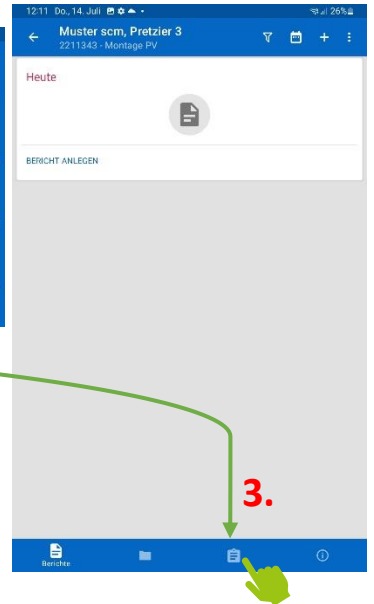 12:11 Do., 14. Juli 26%
Muster scm, Pretzier 3
2211343 - Montage PV
Heute
BERICHT ANLEGEN
3.
Berichte